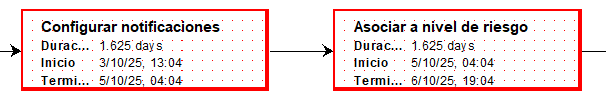 Configurar notificaciones
Durac... 1.625 days
Inicio 3/10/25, 13:04
Termi... 5/10/25, 04:04
Asociar a nivel de riesgo
Durac... 1.625 days
Inicio 5/10/25, 04:04
Termi... 6/10/25, 19:04